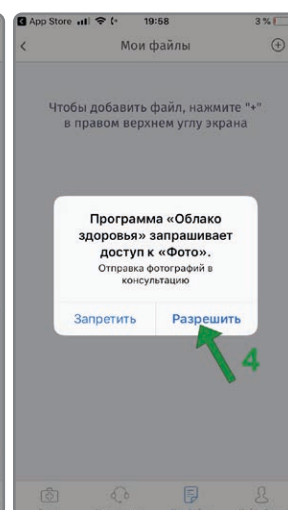 App Store 19:58 3 %
Мои файлы
Чтобы добавить файл, нажмите "+"
в правом верхнем углу экрана
Программа «Облако
здоровья» запрашивает
доступ к «Фото».
Отправка фотографий в
консультацию
Запретить Разрешить
4